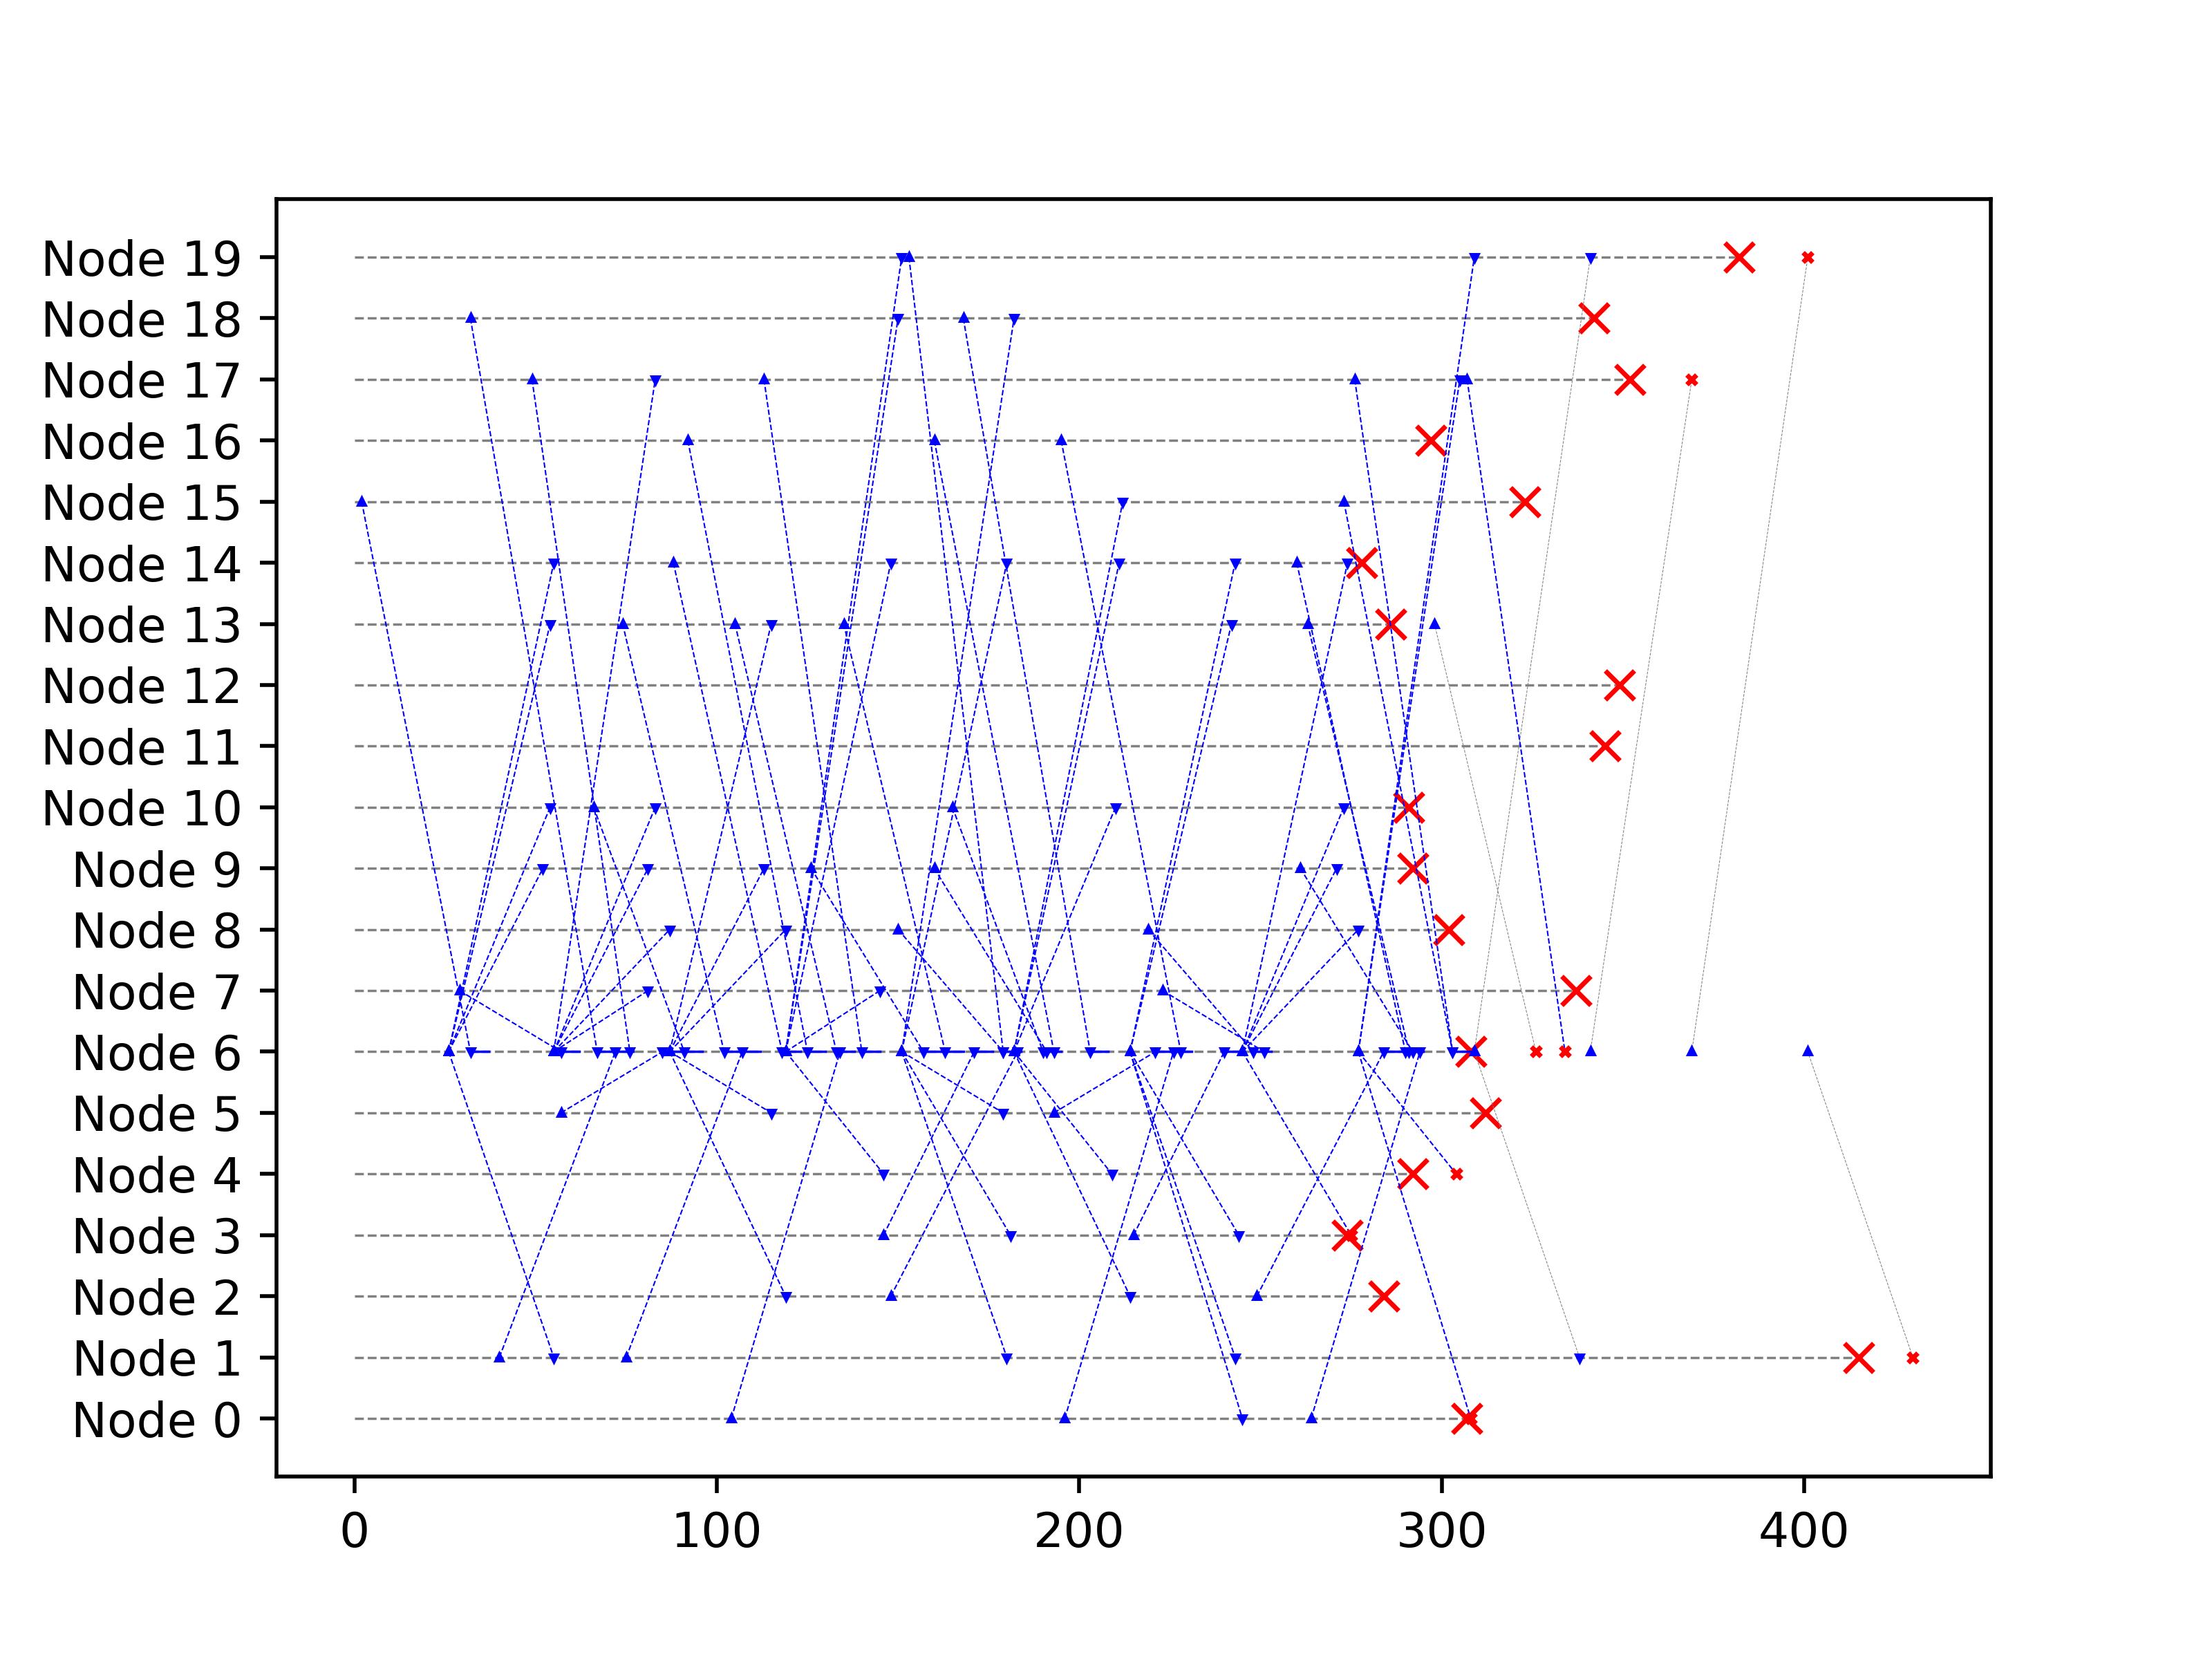 Node 19
Node 18
Node 17
Node 16
Node 15
Node 14
Node 13
Node 12
Node 11
Node 10
Node 9
Node 8
Node 7
Node 6
Node 5
Node 4
Node 3
Node 2
Node 1
Node 0
0 100 200 300 400